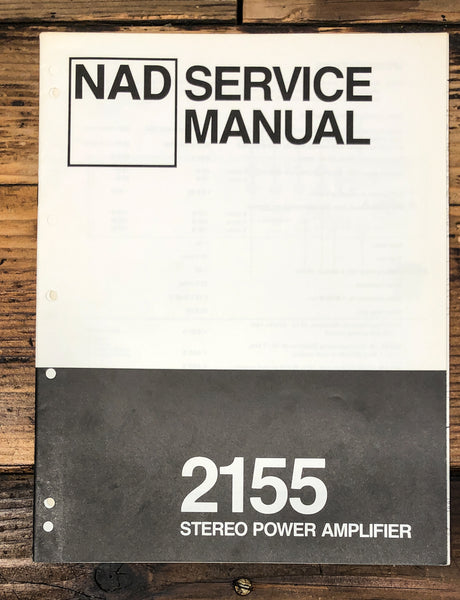 NAD SERVICE
MANUAL
2155
STEREO POWER AMPLIFIER